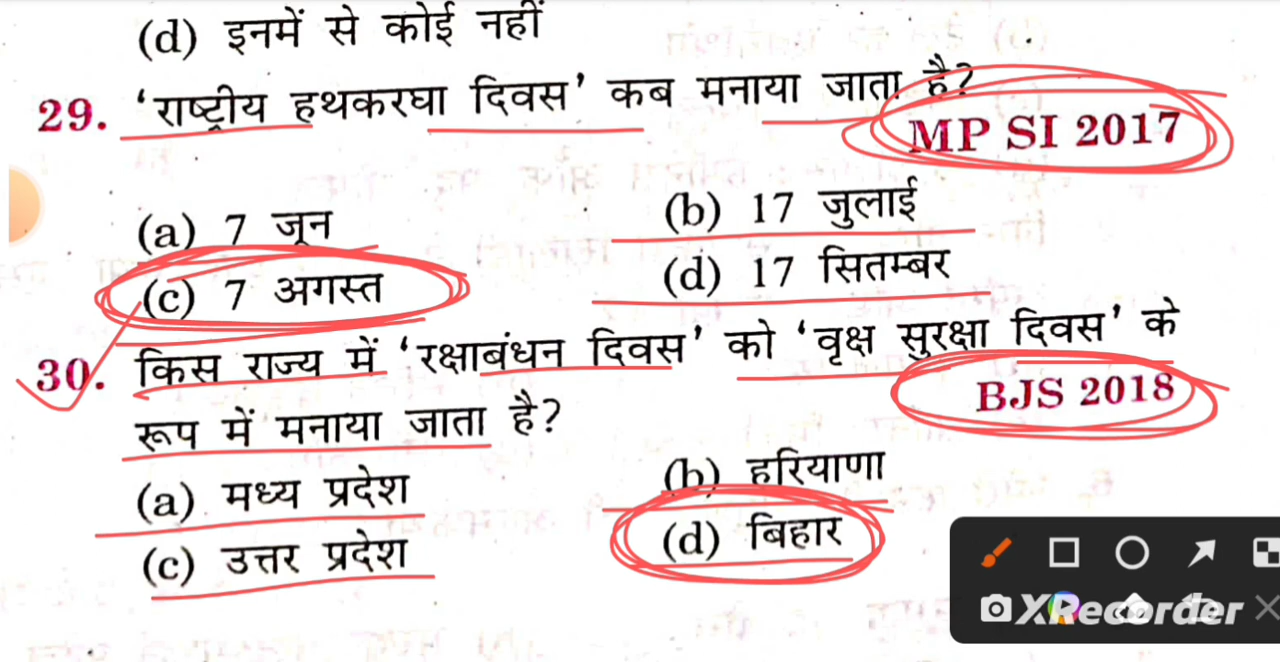 (d) इनमें से कोई नहीं
29. ‘राष्ट्रीय हथकरघा दिवस’ कब मनाया जाता है?
MP SI 2017
(a) 7 जून (b) 17 जुलाई
(c) 7 अगस्त (d) 17 सितम्बर
30. किस राज्य में ‘रक्षाबंधन दिवस’ को ‘वृक्ष सुरक्षा दिवस’ के
रूप में मनाया जाता है? BJS 2018
(a) मध्य प्रदेश (b) हरियाणा
(c) उत्तर प्रदेश (d) बिहार
XRecorder